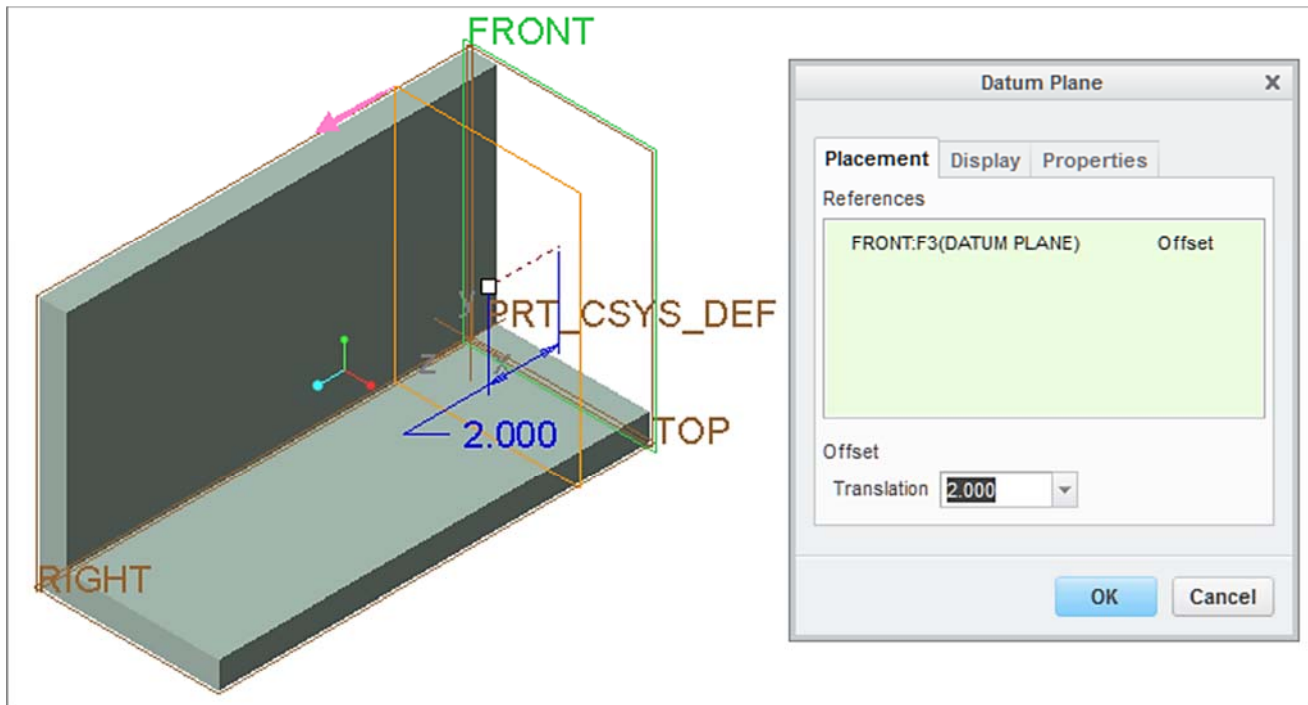 FRONT
PRT_CSYS_DEF
y
z
x
2.000
TOP
RIGHT
Datum Plane
Placement Display Properties
References
FRONT:F3(DATUM PLANE) Offset
Offset
Translation 2.000
OK Cancel